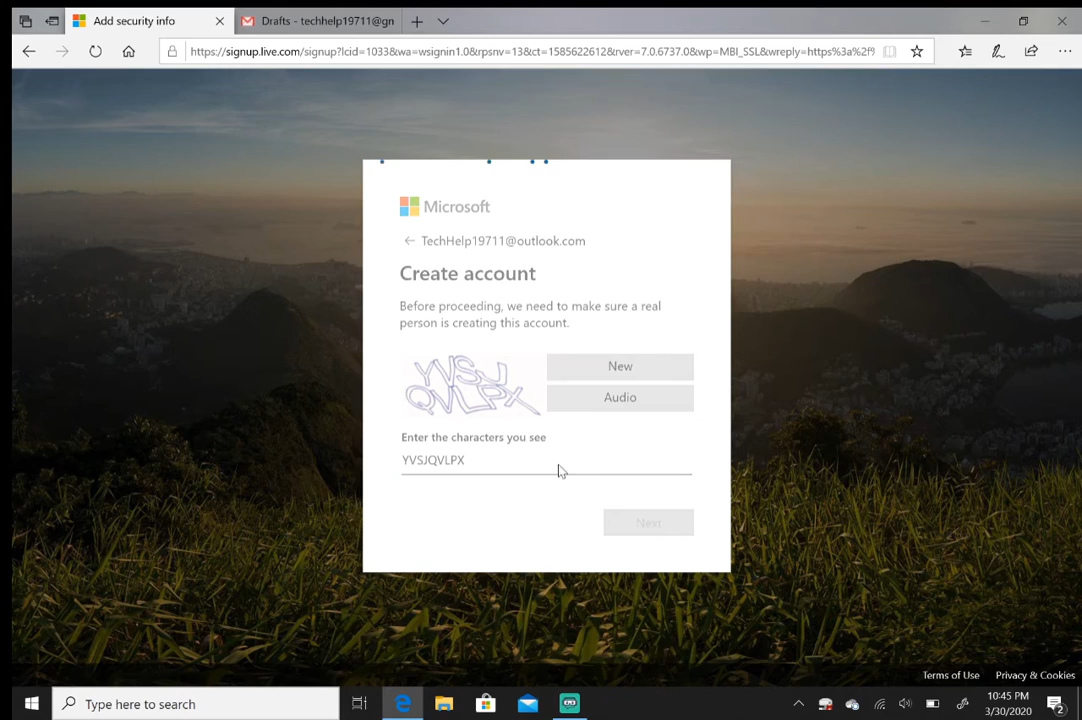 Add security info
Drafts - techhelp19711@gn
https://signup.live.com/signup?lcid=1033&wa=wsignin1.0&rpsnv=13&ct=1585622612&rver=7.0.6737.0&wp=MBI_SSL&wreply=https%3a%2f%
Microsoft
TechHelp19711@outlook.com
Create account
Before proceeding, we need to make sure a real
person is creating this account.
YVSJ
QVLPX
New
Audio
Enter the characters you see
YVSJQVLPX
Next
Terms of Use
Privacy & Cookies
Type here to search
10:45 PM
3/30/2020
2